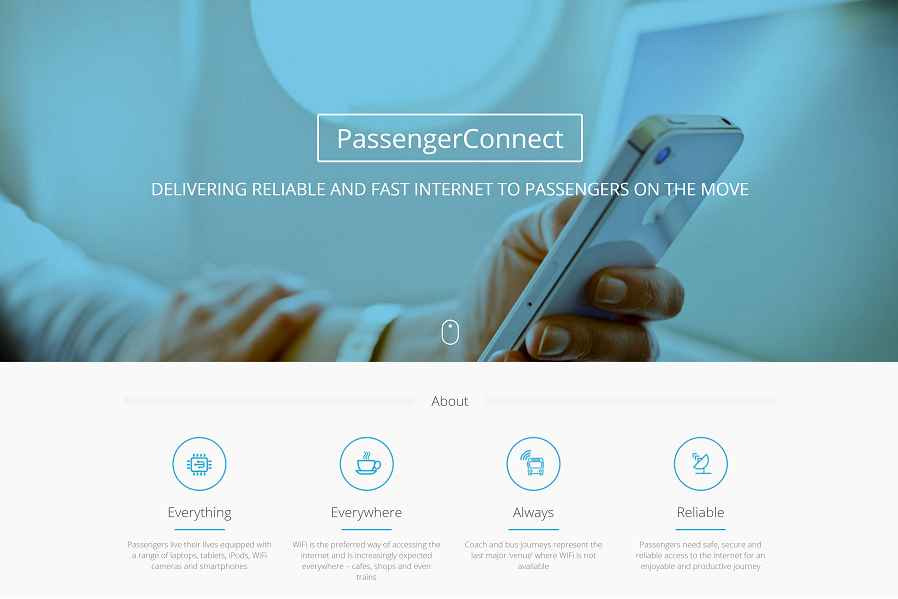 PassengerConnect
DELIVERING RELIABLE AND FAST INTERNET TO PASSENGERS ON THE MOVE
About
Everything
Passengers live their lives equipped with
a range of laptops, tablets, iPods, WiFi
cameras and smartphones
Everywhere
WiFi is the preferred way of accessing the
internet and is increasingly expected
everywhere – cafes, shops and even
trains
Always
Coach and bus journeys represent the
last major 'venue' where WiFi is not
available
Reliable
Passengers need safe, secure and
reliable access to the internet for an
enjoyable and productive journey